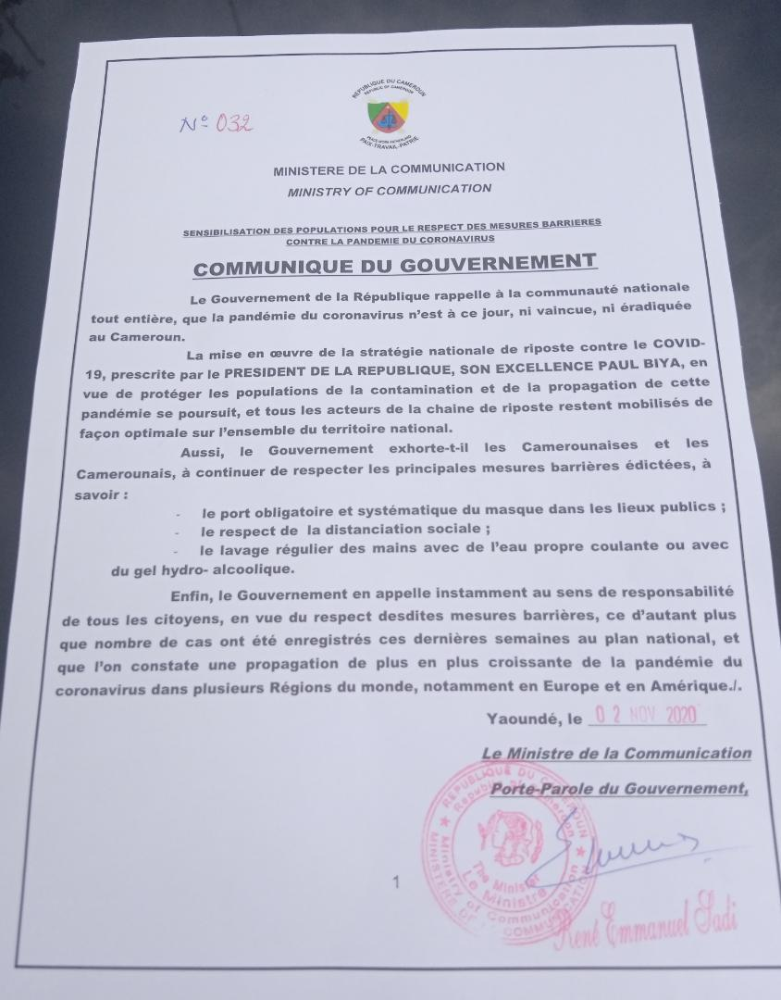 N° 032
REPUBLIQUE DU CAMEROUN
REPUBLIC OF CAMEROON
PEACE-WORK-FATHERLAND
PAIX-TRAVAIL-PATRIE
MINISTERE DE LA COMMUNICATION
MINISTRY OF COMMUNICATION
SENSIBILISATION DES POPULATIONS POUR LE RESPECT DES MESURES BARRIERES
CONTRE LA PANDEMIE DU CORONAVIRUS
COMMUNIQUE DU GOUVERNEMENT
Le Gouvernement de la République rappelle à la communauté nationale
tout entière, que la pandémie du coronavirus n'est à ce jour, ni vaincue, ni éradiquée
au Cameroun.
La mise en œuvre de la stratégie nationale de riposte contre le COVID-
19, prescrite par le PRESIDENT DE LA REPUBLIQUE, SON EXCELLENCE PAUL BIYA, en
vue de protéger les populations de la contamination et de la propagation de cette
pandémie se poursuit, et tous les acteurs de la chaine de riposte restent mobilisés de
façon optimale sur l'ensemble du territoire national.
Aussi, le Gouvernement exhorte-t-il les Camerounaises et les
Camerounais, à continuer de respecter les principales mesures barrières édictées, à
savoir :
- le port obligatoire et systématique du masque dans les lieux publics ;
- le respect de la distanciation sociale ;
- le lavage régulier des mains avec de l'eau propre coulante ou avec
du gel hydro- alcoolique.
Enfin, le Gouvernement en appelle instamment au sens de responsabilité
de tous les citoyens, en vue du respect desdites mesures barrières, ce d'autant plus
que nombre de cas ont été enregistrés ces dernières semaines au plan national, et
que l'on constate une propagation de plus en plus croissante de la pandémie du
coronavirus dans plusieurs Régions du monde, notamment en Europe et en Amérique./.
Yaoundé, le 02 NOV 2020
Le Ministre de la Communication
Porte-Parole du Gouvernement,
REPUBLIQUE DU CAMEROUN
Republic of Cameroon
The Minister
Le Ministre
Ministry of Communication
MINISTERE DE LA COMMUNICATION
René Emmanuel Sadi
1